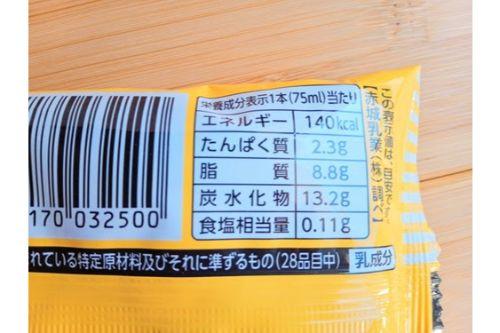 栄養成分表示1本(75ml)当たり
エネルギー 140kcal
たんぱく質 2.3g
脂質 8.8g
炭水化物 13.2g
食塩相当量 0.11g
この表示値は、目安です。
【赤城乳業(株)調べ】
170 032500
れている特定原材料及びそれに準ずるもの(28品目中) 乳成分